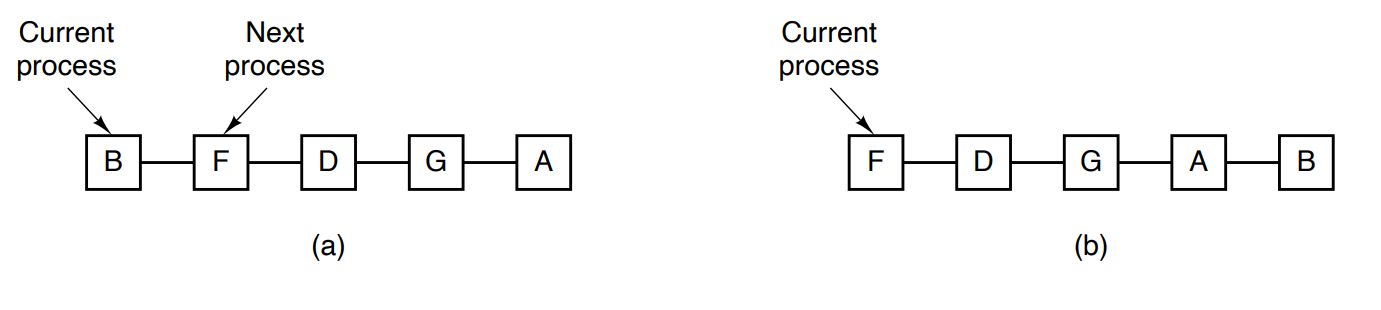 Current
process
Next
process
B F D G A
(a)
Current
process
F D G A B
(b)